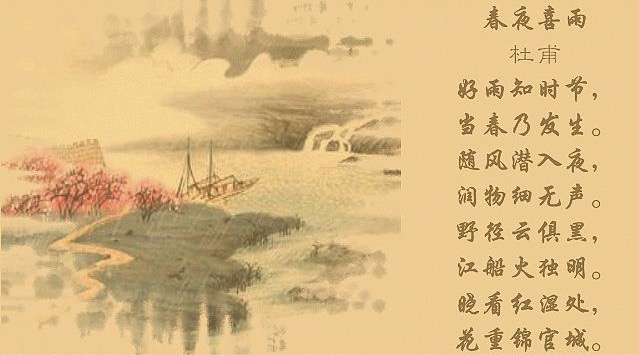 春夜喜雨
杜甫
好雨知时节，
当春乃发生。
随风潜入夜，
润物细无声。
野径云俱黑，
江船火独明。
晓看红湿处，
花重锦官城。